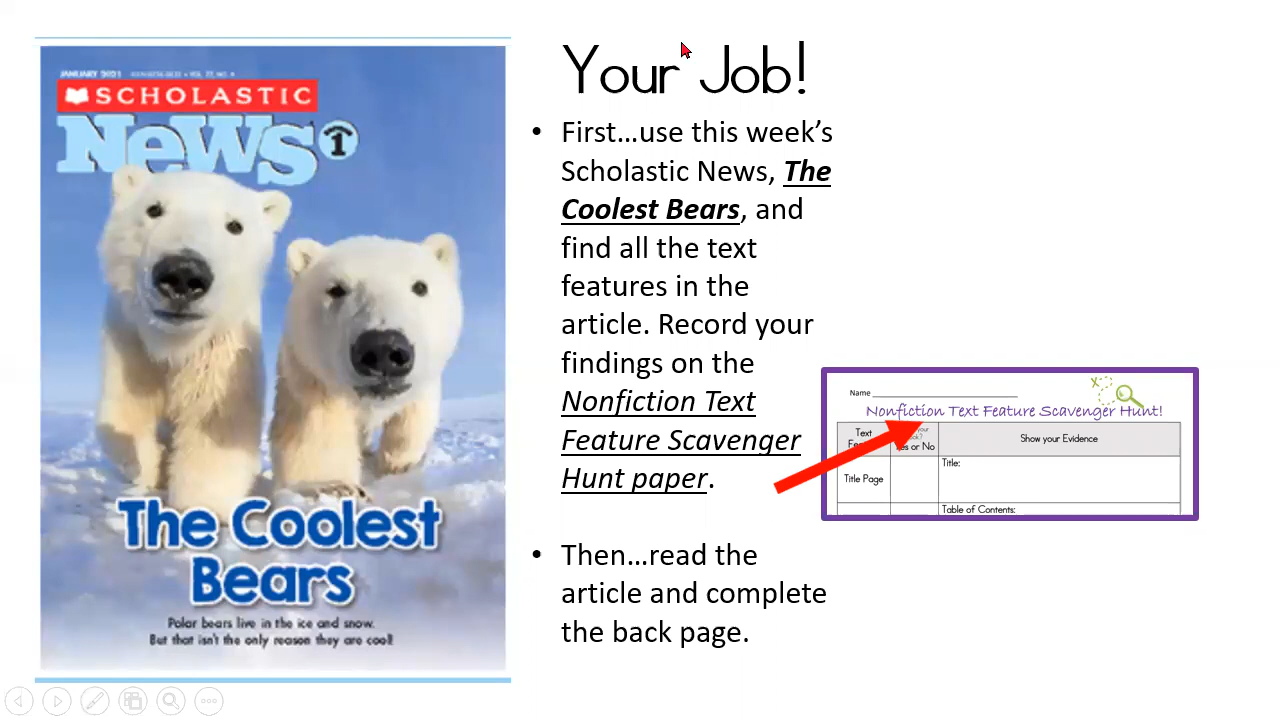 JANUARY 2021
SCHOLASTIC
NeWS 1
The Coolest
Bears
Polar bears live in the ice and snow.
But that isn't the only reason they are cool!
Your Job!
• First…use this week's
Scholastic News, The
Coolest Bears, and
find all the text
features in the
article. Record your
findings on the
Nonfiction Text
Feature Scavenger
Hunt paper.
• Then…read the
article and complete
the back page.
Name
Nonfiction Text Feature Scavenger Hunt!
Text
Yes or No
Show your Evidence
Title Page
Title:
Table of Contents: